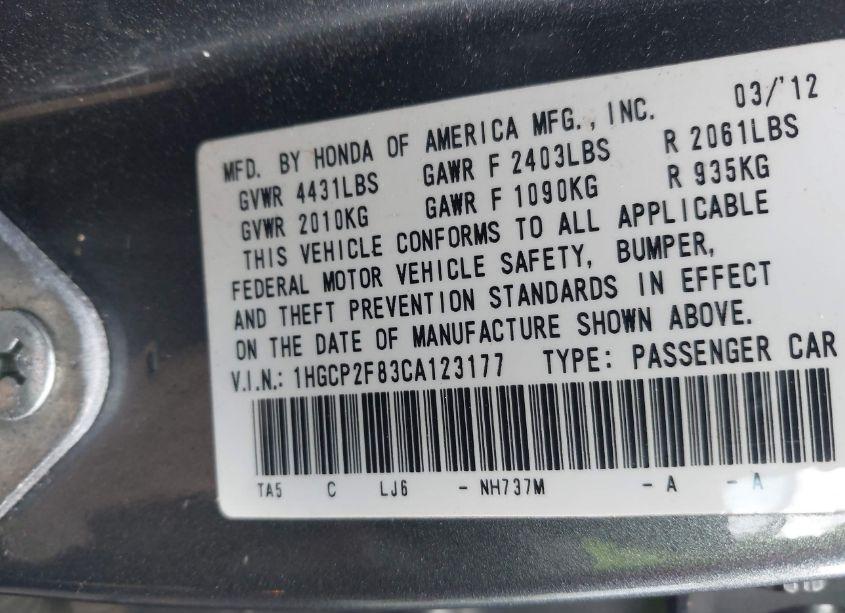 03/'12
MFD. BY HONDA OF AMERICA MFG., INC.
GVWR 4431LBS GAWR F 2403LBS R 2061LBS
GVWR 2010KG GAWR F 1090KG R 935KG
THIS VEHICLE CONFORMS TO ALL APPLICABLE
FEDERAL MOTOR VEHICLE SAFETY, BUMPER,
AND THEFT PREVENTION STANDARDS IN EFFECT
ON THE DATE OF MANUFACTURE SHOWN ABOVE.
V.I.N.: 1HGCP2F83CA123177 TYPE: PASSENGER CAR
TA5 C LJ6 - NH737M - A - A